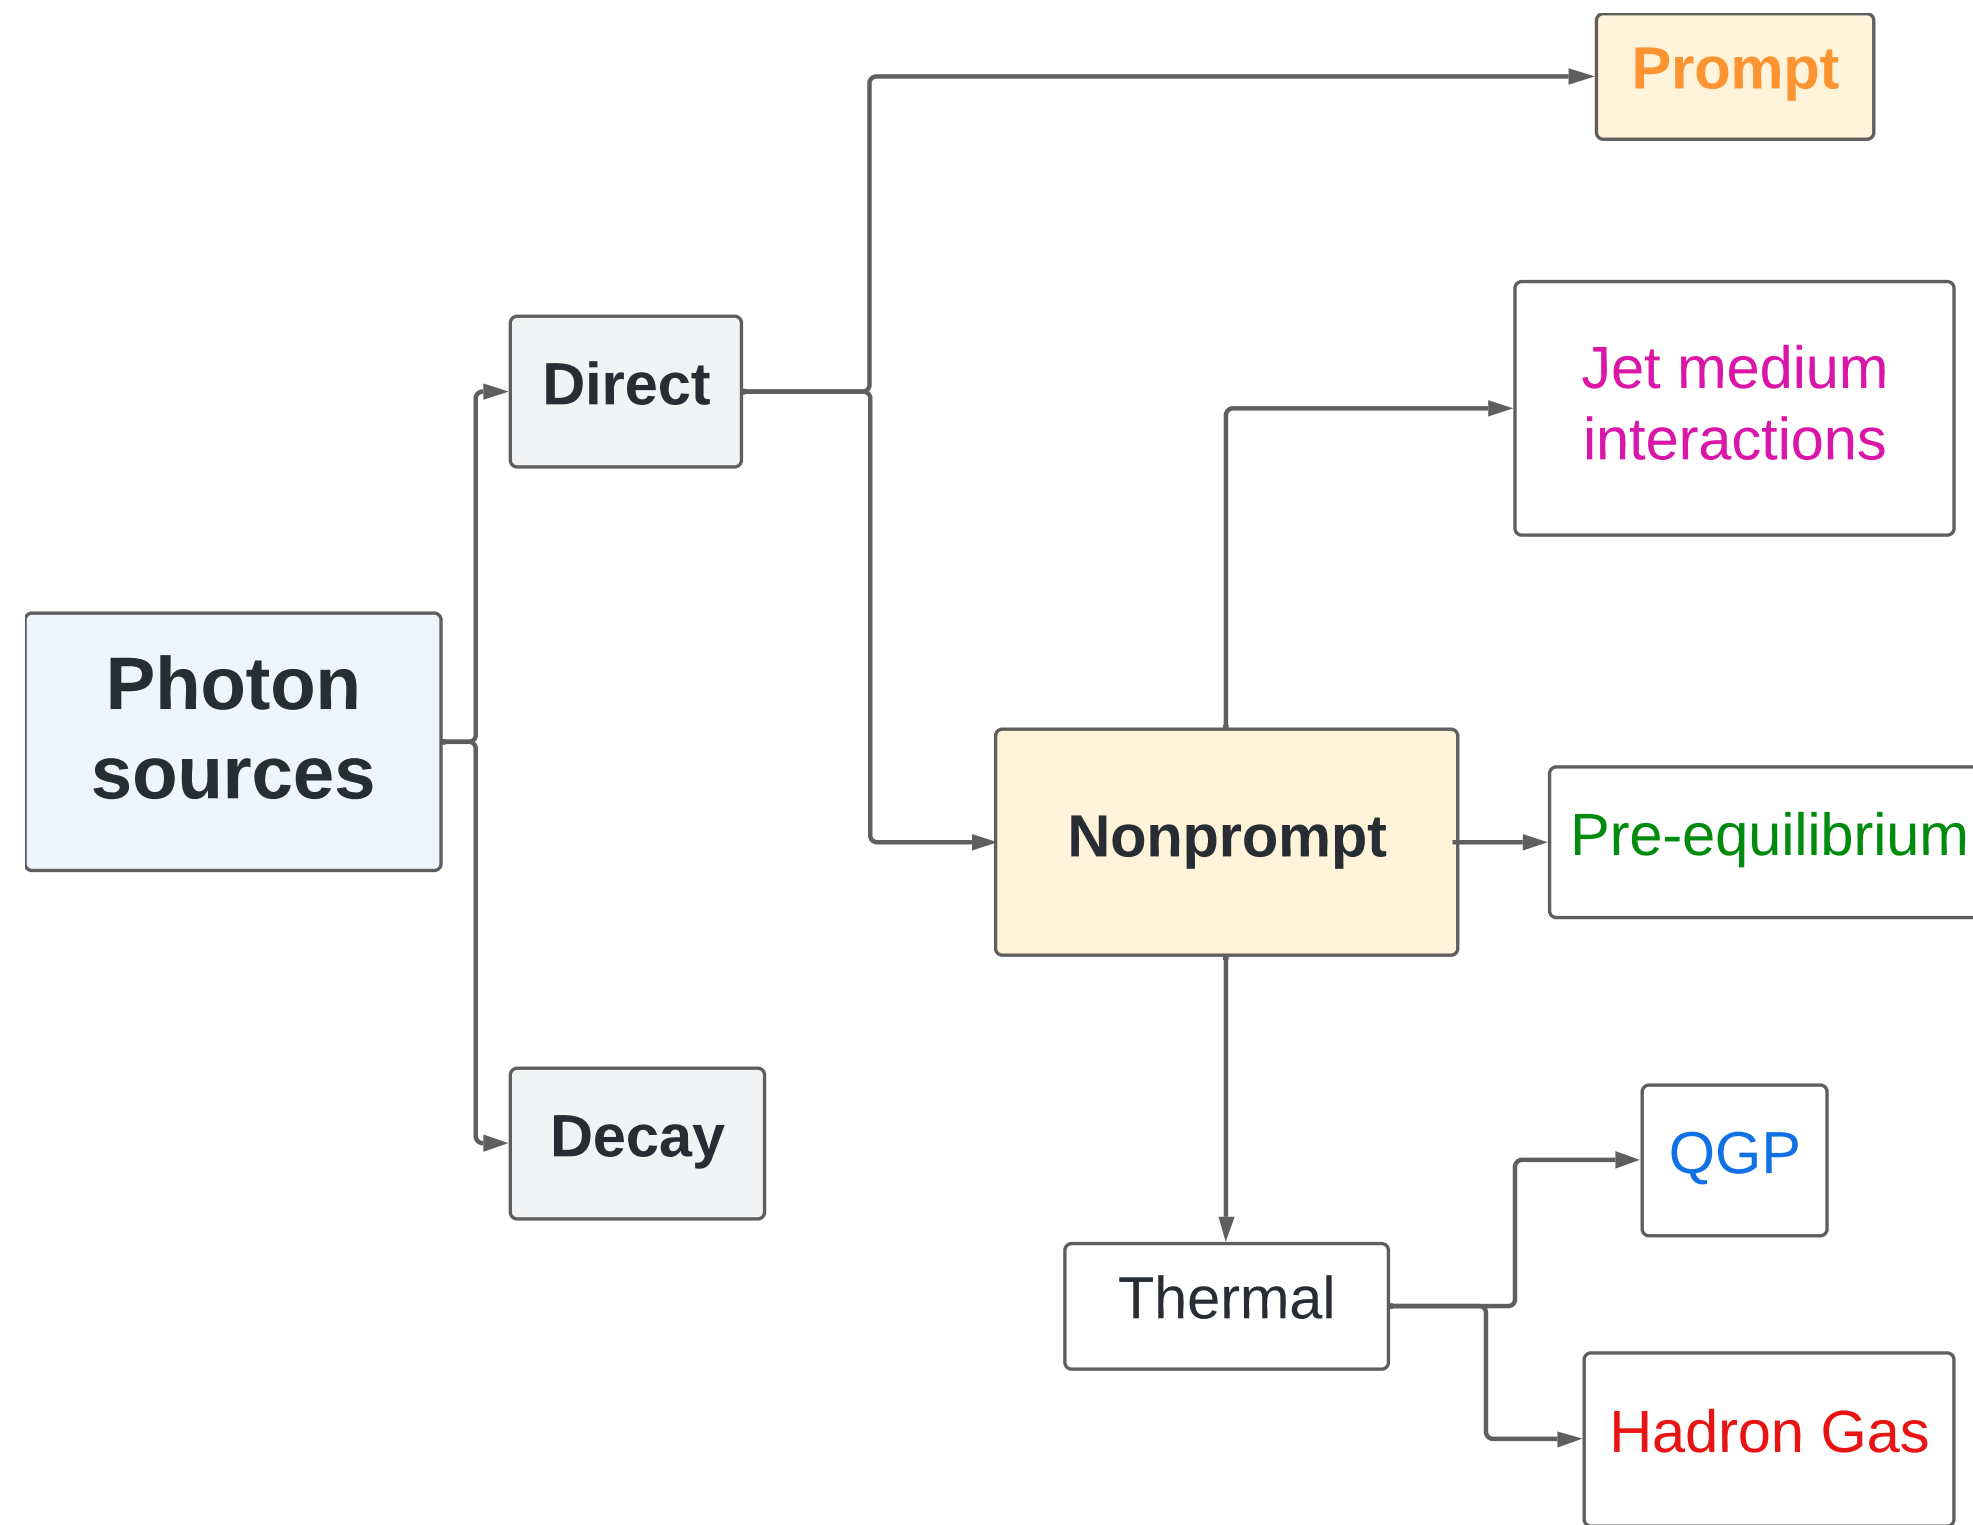 Prompt
Jet medium
interactions
Direct
Photon
sources
Nonprompt
Pre-equilibrium
Decay
QGP
Thermal
Hadron Gas